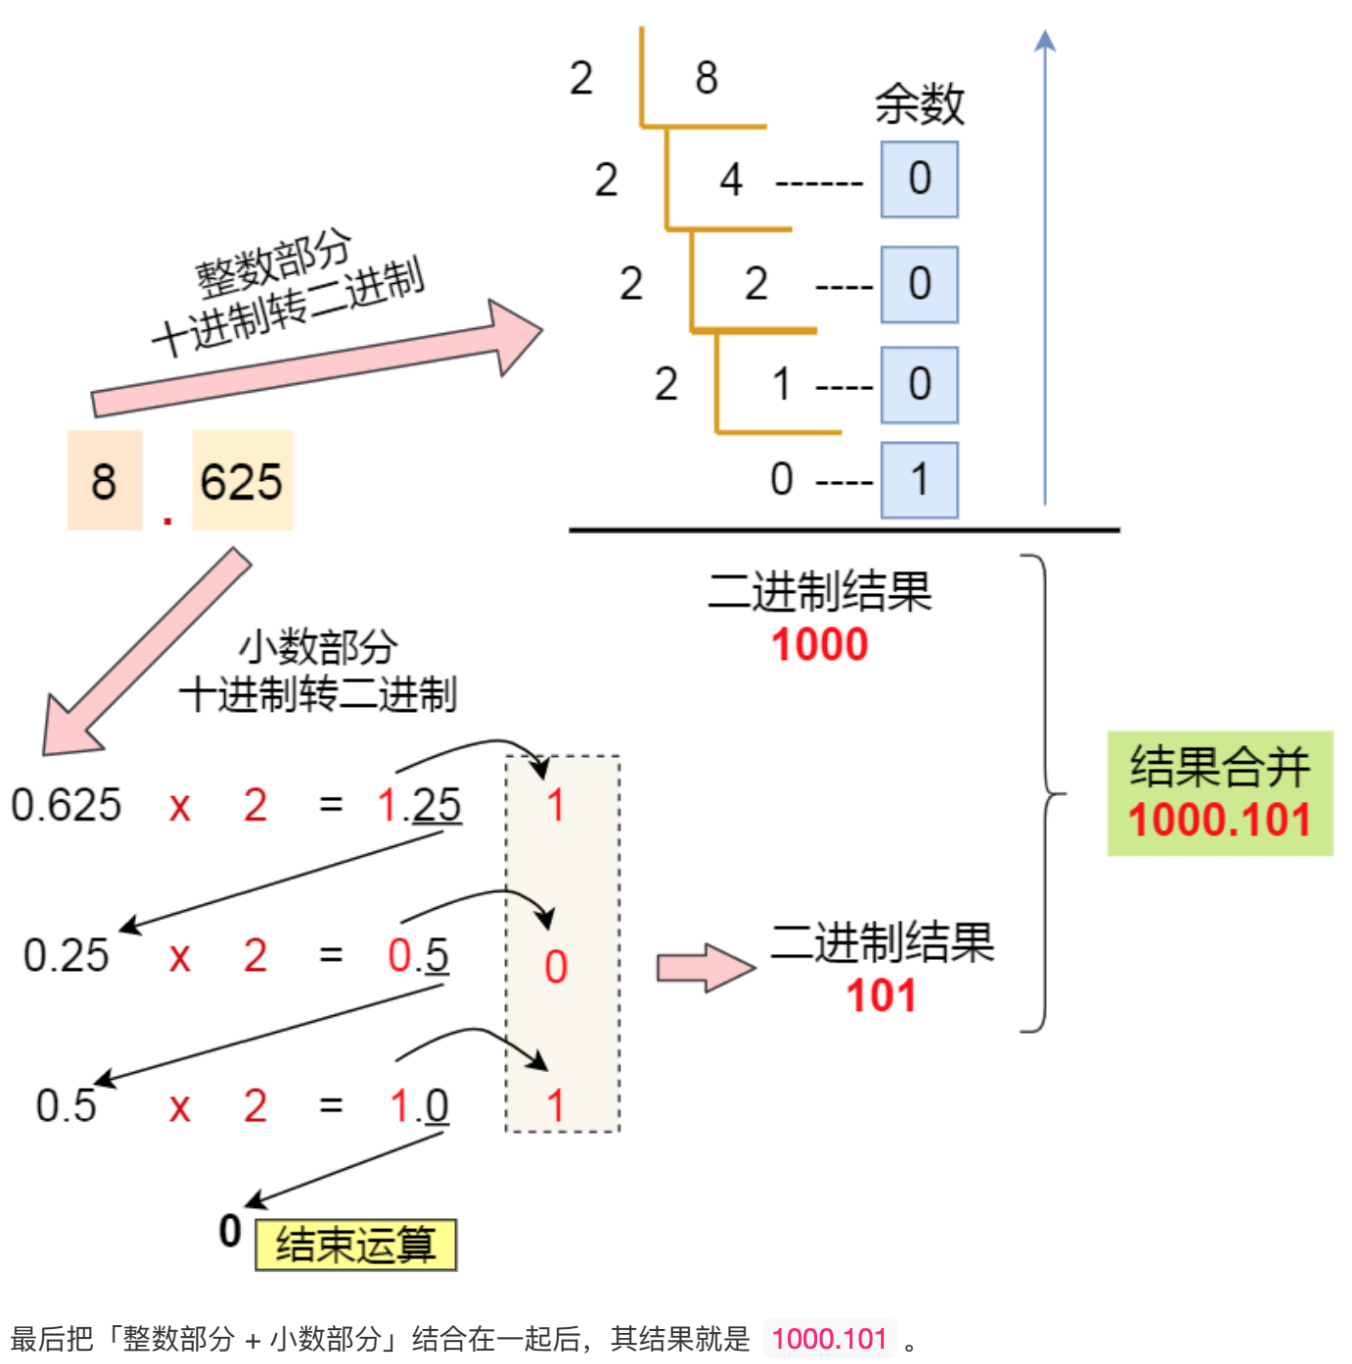 2 8
余数
2 4 ------ 0
2 2 ---- 0
2 1 ---- 0
0 ---- 1
整数部分
十进制转二进制
8 . 625
二进制结果
1000
小数部分
十进制转二进制
0.625 x 2 = 1.25 1
0.25 x 2 = 0.5 0
0.5 x 2 = 1.0 1
0 结束运算
二进制结果
101
结果合并
1000.101
最后把「整数部分 + 小数部分」结合在一起后，其结果就是 1000.101 。